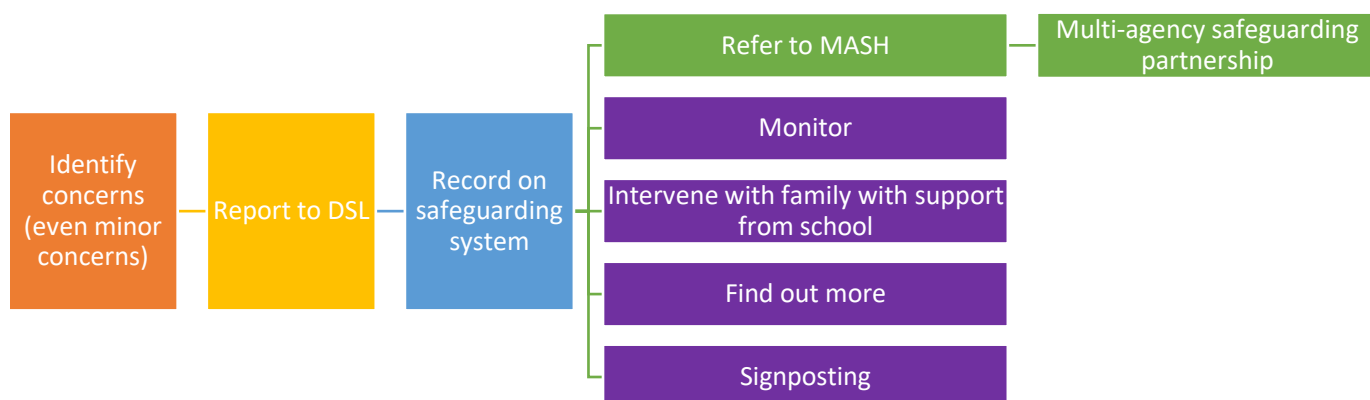 Identify
concerns
(even minor
concerns)
Report to DSL
Record on
safeguarding
system
Refer to MASH
Multi-agency safeguarding
partnership
Monitor
Intervene with family with support
from school
Find out more
Signposting